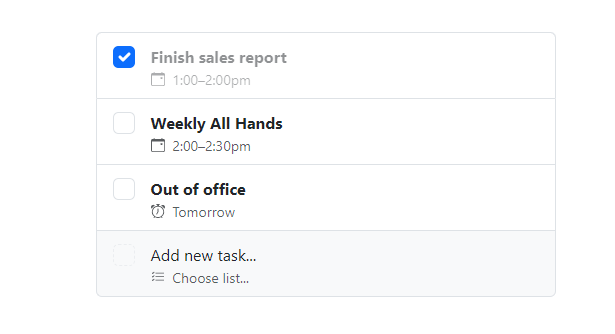 Finish sales report
1:00–2:00pm
Weekly All Hands
2:00–2:30pm
Out of office
Tomorrow
Add new task...
Choose list...